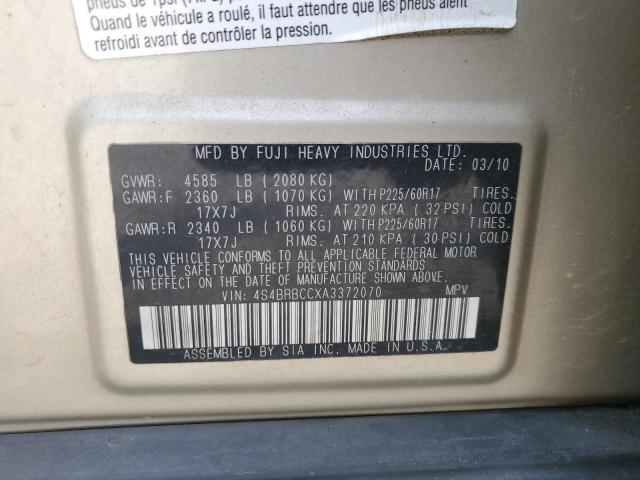 pneus de 1psi
Quand le véhicule a roulé, il faut attendre que les pneus aient
refroidi avant de contrôler la pression.
MFD BY FUJI HEAVY INDUSTRIES LTD.
DATE: 03/10
GVWR: 4585 LB (2080 KG)
GAWR:F 2360 LB (1070 KG) WITH P225/60R17 TIRES.
17X7J RIMS. AT 220 KPA (32 PSI) COLD
GAWR:R 2340 LB (1060 KG) WITH P225/60R17 TIRES.
17X7J RIMS. AT 210 KPA (30 PSI) COLD
THIS VEHICLE CONFORMS TO ALL APPLICABLE FEDERAL MOTOR
VEHICLE SAFETY AND THEFT PREVENTION STANDARDS IN
EFFECT ON THE DATE OF MANUFACTURE SHOWN ABOVE.
VIN: 4S4BRBCCXA3372070 MPV
ASSEMBLED BY SIA INC. MADE IN U.S.A.